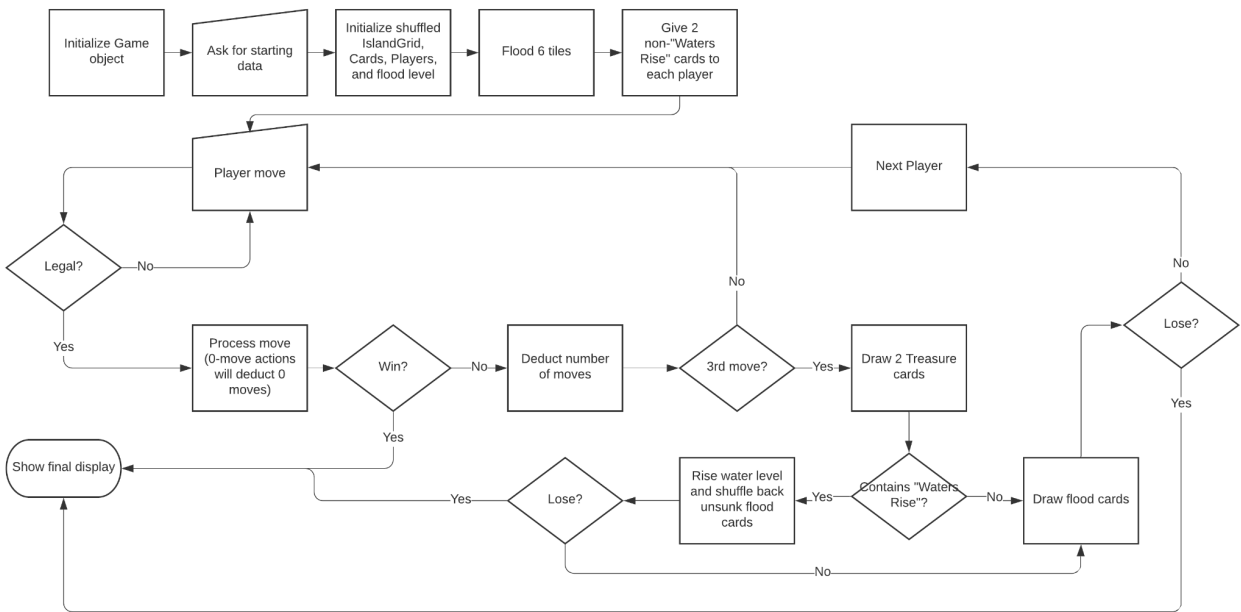 Initialize Game
object
Ask for starting
data
Initialize shuffled
IslandGrid,
Cards, Players,
and flood level
Flood 6 tiles
Give 2
non-"Waters
Rise" cards to
each player
Player move
Next Player
Legal?
No
No
No
Lose?
Yes
Process move
(0-move actions
will deduct 0
moves)
Win?
No
Deduct number
of moves
3rd move?
Yes
Draw 2 Treasure
cards
Yes
Yes
Show final display
Yes
Lose?
Rise water level
and shuffle back
unsunk flood
cards
Yes
Contains "Waters
Rise"?
No
Draw flood cards
No